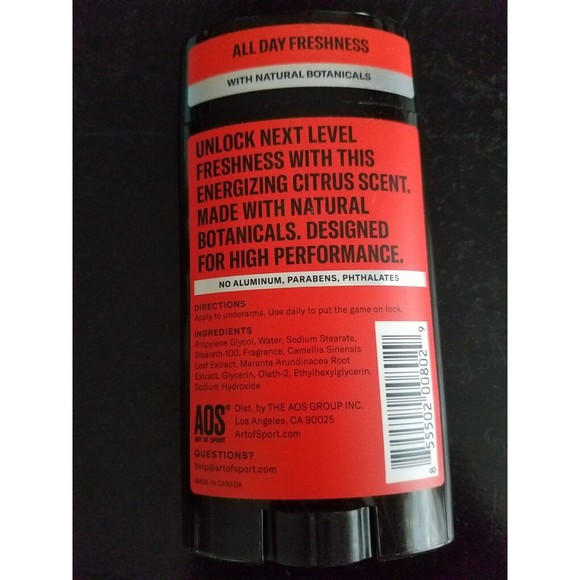 ALL DAY FRESHNESS
WITH NATURAL BOTANICALS
UNLOCK NEXT LEVEL
FRESHNESS WITH THIS
ENERGIZING CITRUS SCENT.
MADE WITH NATURAL
BOTANICALS. DESIGNED
FOR HIGH PERFORMANCE.
NO ALUMINUM, PARABENS, PHTHALATES
DIRECTIONS
Apply to underarms. Use daily to put the game on lock.
INGREDIENTS
Propylene Glycol, Water, Sodium Stearate,
Steareth-100, Fragrance, Camellia Sinensis
Leaf Extract, Maranta Arundinacea Root
Extract, Glycerin, Oleth-2, Ethylhexylglycerin,
Sodium Hydroxide
AOS®
ART OF SPORT
Dist. by THE AOS GROUP INC.
Los Angeles, CA 90025
ArtofSport.com
QUESTIONS?
help@artofsport.com
MADE IN CANADA
8 55502 00802 9